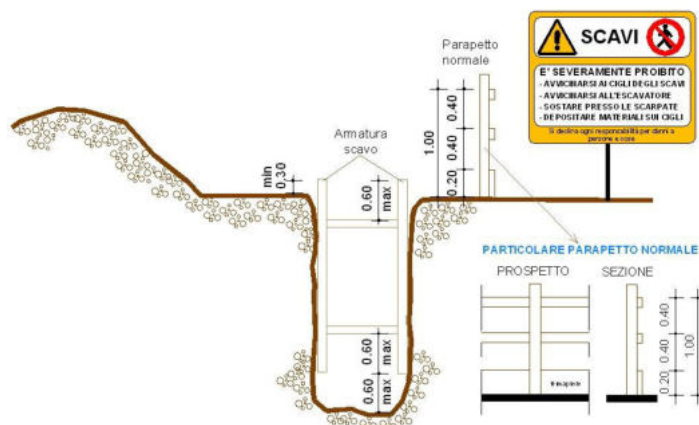 SCAVI
E' SEVERAMENTE PROIBITO
- AVVICINARSI AI CIGLI DEGLI SCAVI
- AVVICINARSI ALL'ESCAVATORE
- SOSTARE PRESSO LE SCARPATE
- DEPOSITARE MATERIALI SUI CIGLI
Si declina ogni responsabilità per danni a
persone e cose
Parapetto
normale
1.00
0.40
0.40
0.20
Armatura
scavo
min
0.30
0.60
max
0.60
max
0.60
max
PARTICOLARE PARAPETTO NORMALE
PROSPETTO
SEZIONE
0.40
0.40
0.20
1.00